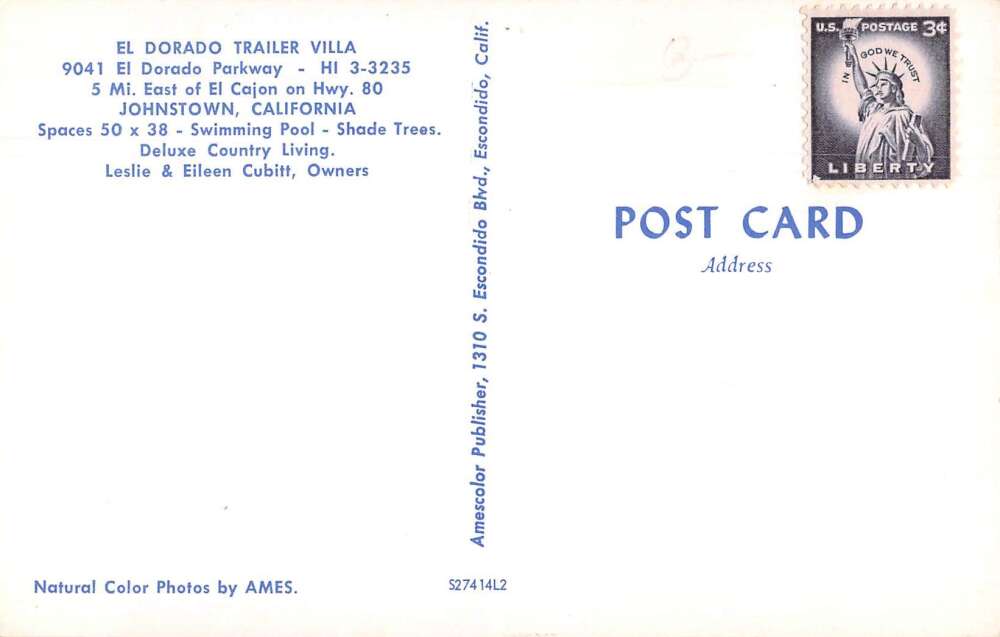 EL DORADO TRAILER VILLA
9041 El Dorado Parkway - HI 3-3235
5 Mi. East of El Cajon on Hwy. 80
JOHNSTOWN, CALIFORNIA
Spaces 50 x 38 - Swimming Pool - Shade Trees.
Deluxe Country Living.
Leslie & Eileen Cubitt, Owners
Natural Color Photos by AMES.
Amescolor Publisher, 1310 S. Escondido Blvd., Escondido, Calif.
S27414L2
U.S. POSTAGE 3¢
IN GOD WE TRUST
LIBERTY
POST CARD
Address